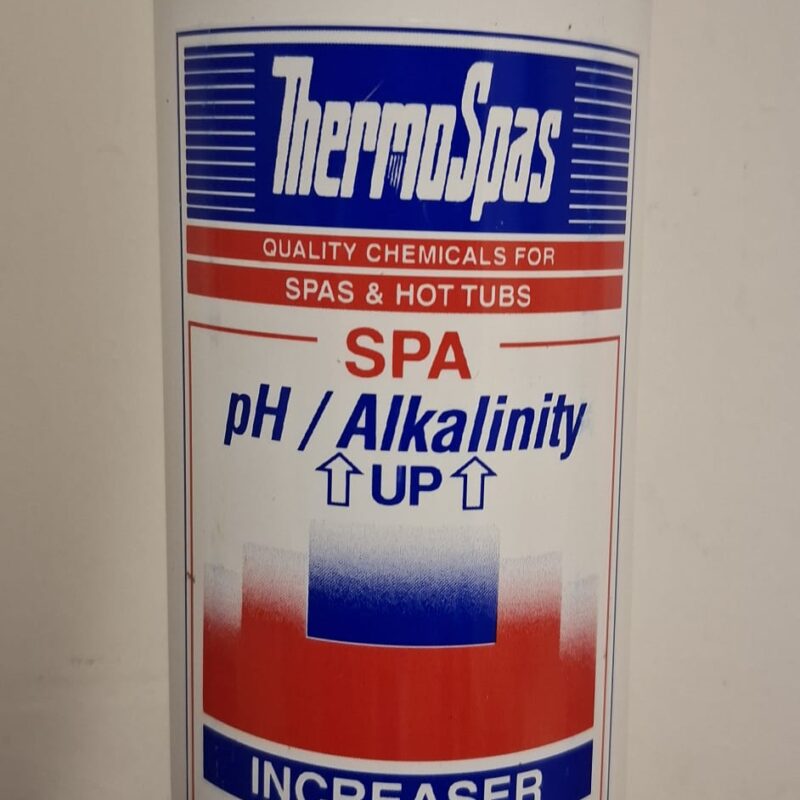 ThermoSpas
QUALITY CHEMICALS FOR
SPAS & HOT TUBS
SPA
pH / Alkalinity
UP
INCREASER